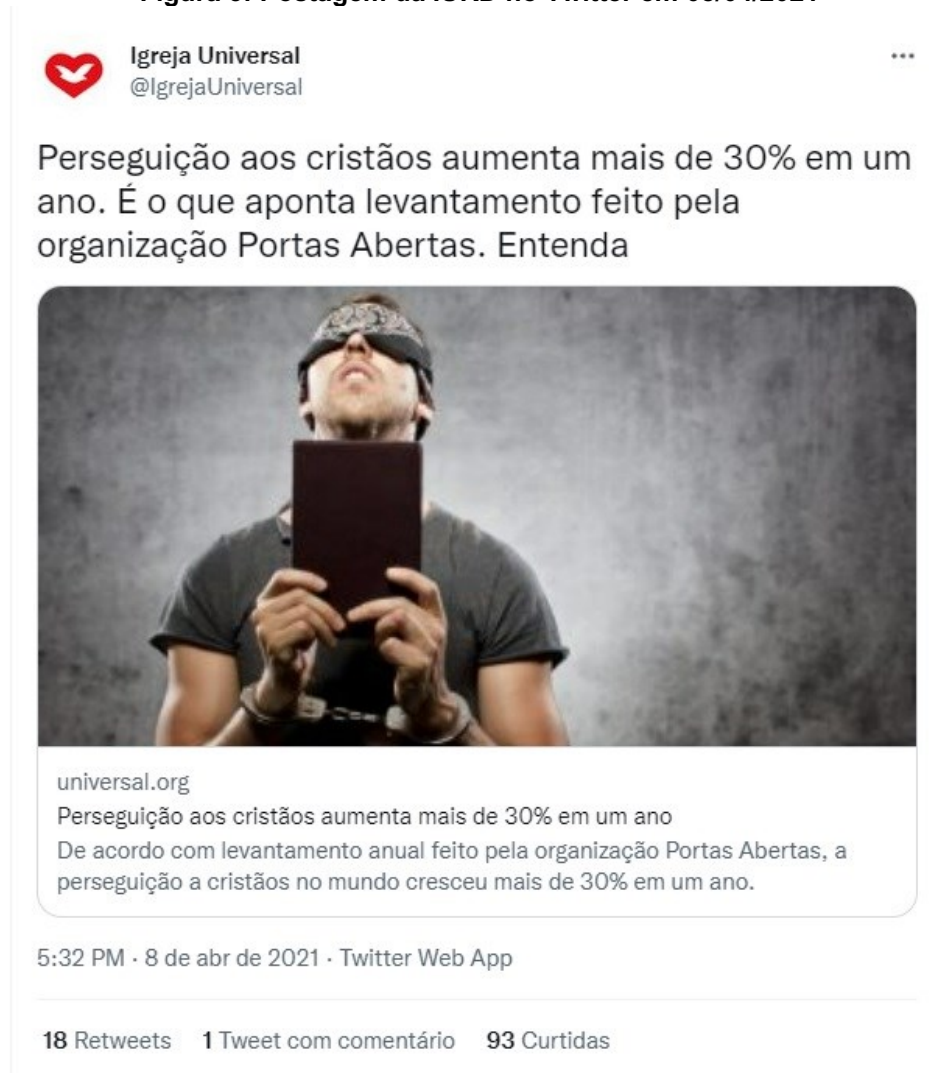 Igreja Universal
@IgrejaUniversal
Perseguição aos cristãos aumenta mais de 30% em um
ano. É o que aponta levantamento feito pela
organização Portas Abertas. Entenda
universal.org
Perseguição aos cristãos aumenta mais de 30% em um ano
De acordo com levantamento anual feito pela organização Portas Abertas, a
perseguição a cristãos no mundo cresceu mais de 30% em um ano.
5:32 PM · 8 de abr de 2021 · Twitter Web App
18 Retweets 1 Tweet com comentário 93 Curtidas